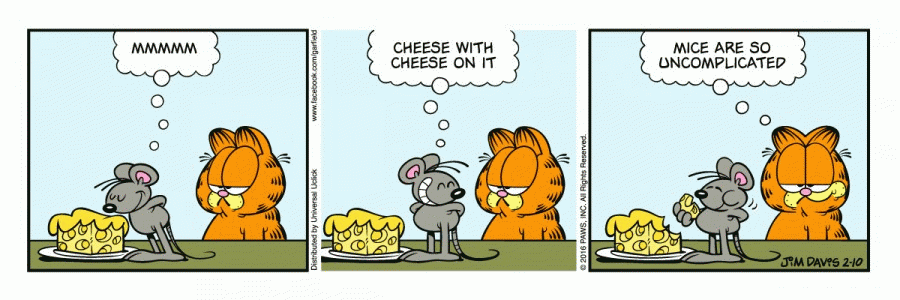 MMMMM
www.facebook.com/garfield
Distributed by Universal Uclick
CHEESE WITH
CHEESE ON IT
© 2016 PAWS, INC. All Rights Reserved.
MICE ARE SO
UNCOMPLICATED
JIM DAVIS 2-10